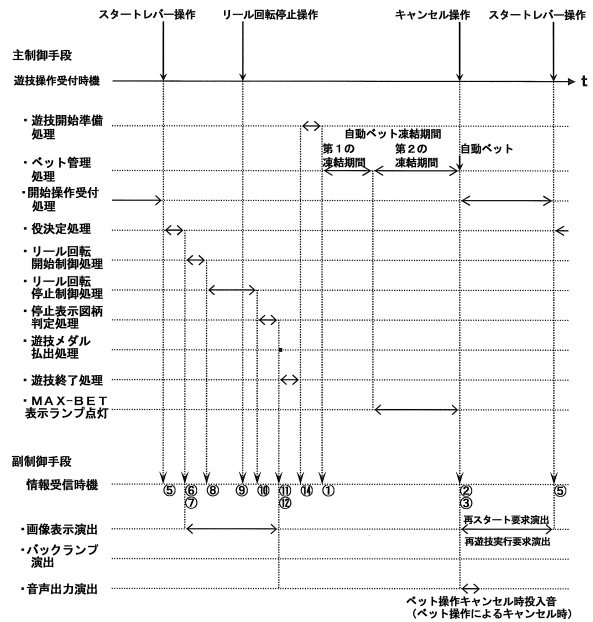 スタートレバー操作
リール回転停止操作
キャンセル操作
スタートレバー操作
主制御手段
遊技操作受付時機
t
・遊技開始準備
処理
自動ベット凍結期間
第1の
凍結期間
第2の
凍結期間
自動ベット
・ベット管理
処理
・開始操作受付
処理
・役決定処理
・リール回転
開始制御処理
・リール回転
停止制御処理
・停止表示図柄
判定処理
・遊技メダル
払出処理
・遊技終了処理
・MAX-BET
表示ランプ点灯
副制御手段
情報受信時機
⑤ ⑥ ⑧ ⑨ ⑩ ⑪ ⑭ ① ② ⑤
⑦ ⑫ ③
・画像表示演出
再スタート要求演出
再遊技実行要求演出
・バックランプ
演出
・音声出力演出
ベット操作キャンセル時投入音
(ベット操作によるキャンセル時)